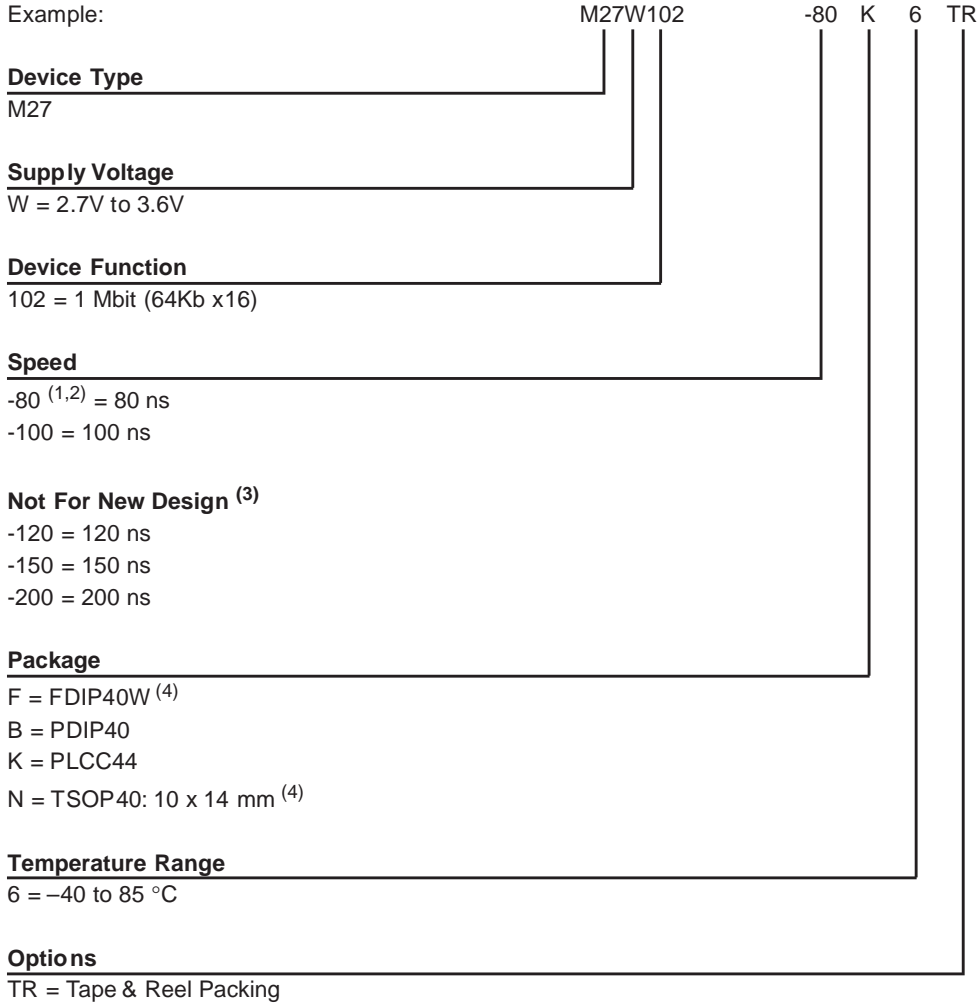 Example: M27W102 -80 K 6 TR
Device Type
M27
Supply Voltage
W = 2.7V to 3.6V
Device Function
102 = 1 Mbit (64Kb x16)
Speed
-80 (1,2) = 80 ns
-100 = 100 ns
Not For New Design (3)
-120 = 120 ns
-150 = 150 ns
-200 = 200 ns
Package
F = FDIP40W (4)
B = PDIP40
K = PLCC44
N = TSOP40: 10 x 14 mm (4)
Temperature Range
6 = –40 to 85 °C
Options
TR = Tape & Reel Packing